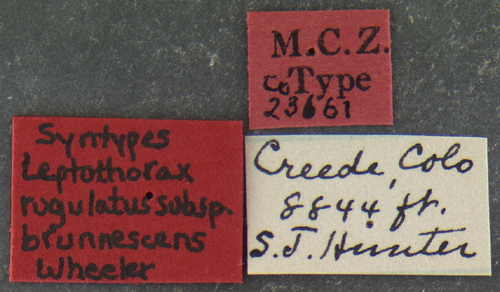 M.C.Z.
CoType
23661
Syntypes
Leptothorax
rugulatus subsp.
brunnescens
Wheeler
Creede, Colo
8844 ft.
S.J. Hunter